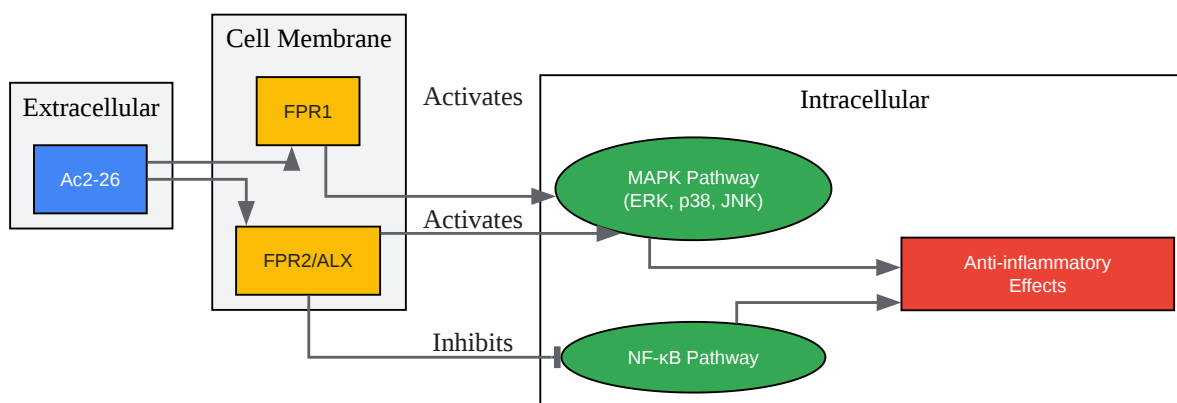 Extracellular
Ac2-26
Cell Membrane
FPR1
FPR2/ALX
Activates
Activates
Inhibits
Intracellular
MAPK Pathway
(ERK, p38, JNK)
NF-κB Pathway
Anti-inflammatory
Effects